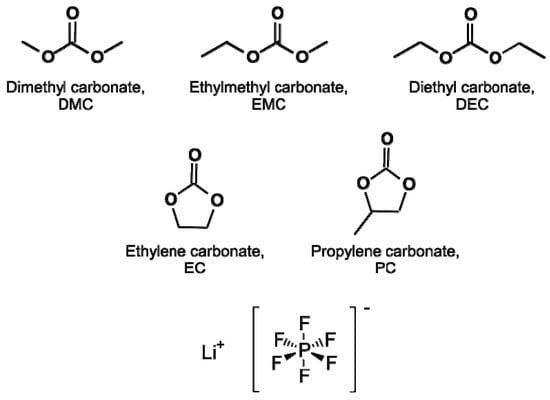 O
O O
Dimethyl carbonate,
DMC
O
O O
Ethylmethyl carbonate,
EMC
O
O O
Diethyl carbonate,
DEC
O
O O
Ethylene carbonate,
EC
O
O O
Propylene carbonate,
PC
Li+
F
F F
P
F F
F
-